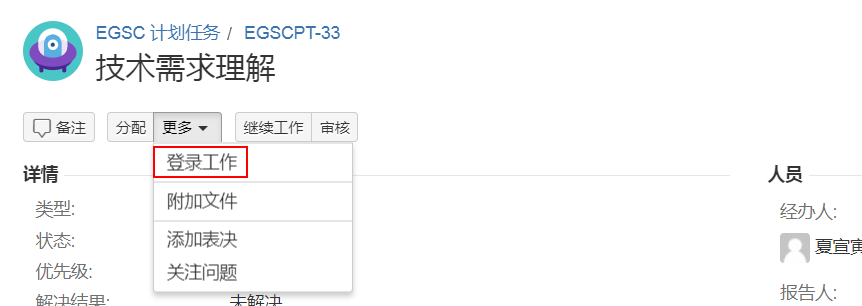 EGSC 计划任务 / EGSCPT-33
技术需求理解
备注 分配 更多 继续工作 审核
登录工作
详情 人员
附加文件
类型: 经办人:
添加表决
状态: 夏宣
优先级: 关注问题
解决结果: 未解决 报告人: